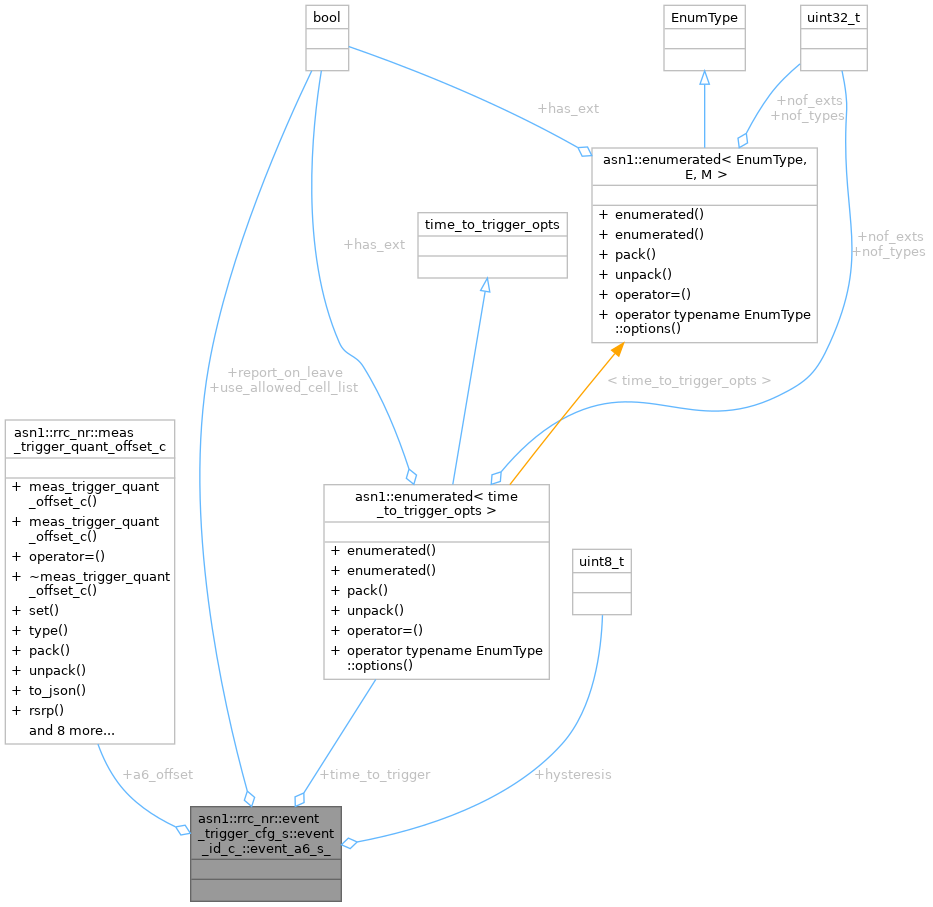 bool
EnumType
uint32_t
+has_ext
+nof_exts
+nof_types
asn1::enumerated< EnumType,
E, M >
+ enumerated()
+ enumerated()
+ pack()
+ unpack()
+ operator=()
+ operator typename EnumType
::options()
time_to_trigger_opts
+has_ext
+nof_exts
+nof_types
+report_on_leave
+use_allowed_cell_list
< time_to_trigger_opts >
asn1::rrc_nr::meas
_trigger_quant_offset_c
+ meas_trigger_quant
_offset_c()
+ meas_trigger_quant
_offset_c()
+ operator=()
+ ~meas_trigger_quant
_offset_c()
+ set()
+ type()
+ pack()
+ unpack()
+ to_json()
+ rsrp()
and 8 more...
asn1::enumerated< time
_to_trigger_opts >
+ enumerated()
+ enumerated()
+ pack()
+ unpack()
+ operator=()
+ operator typename EnumType
::options()
uint8_t
+a6_offset
+time_to_trigger
+hysteresis
asn1::rrc_nr::event
_trigger_cfg_s::event
_id_c_::event_a6_s_